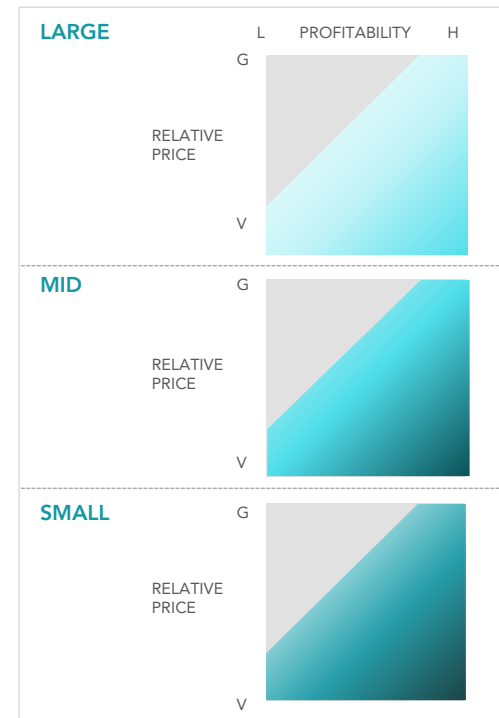 LARGE
L PROFITABILITY H
G
RELATIVE
PRICE
V
MID
G
RELATIVE
PRICE
V
SMALL
G
RELATIVE
PRICE
V